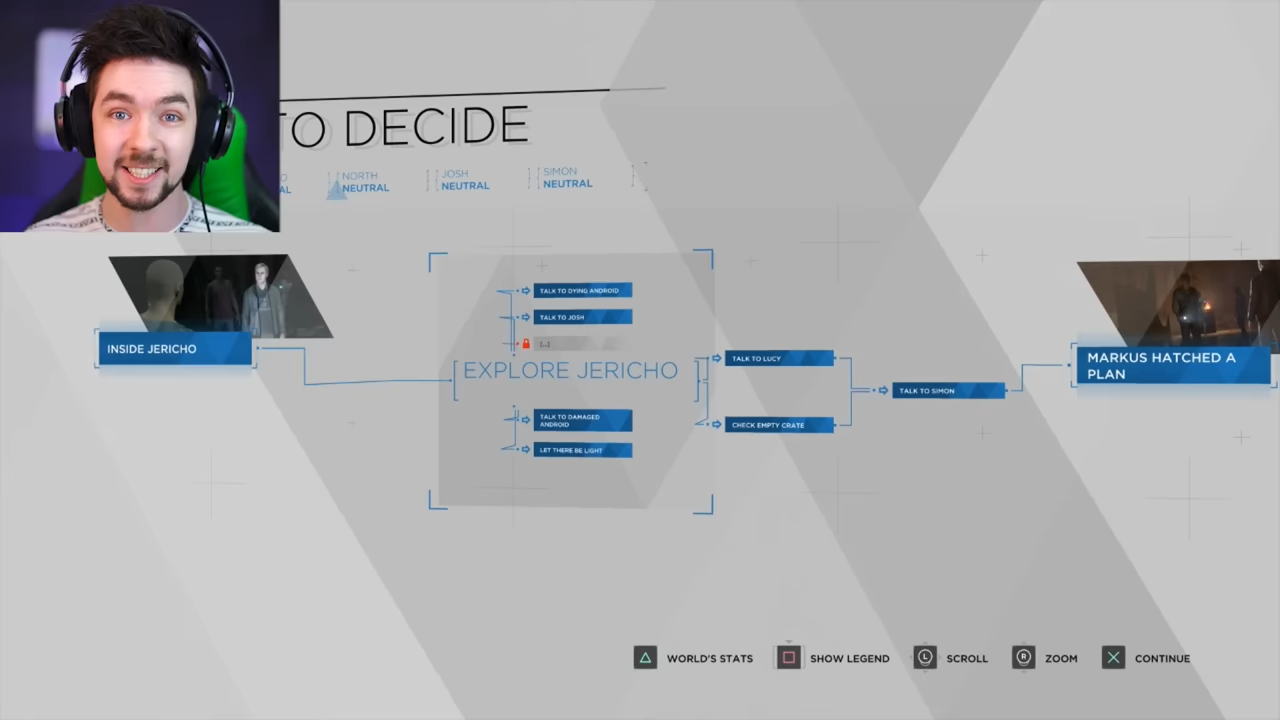 TO DECIDE
NORTH
NEUTRAL
JOSH
NEUTRAL
SIMON
NEUTRAL
TALK TO DYING ANDROID
TALK TO JOSH
[...]
INSIDE JERICHO
EXPLORE JERICHO
TALK TO LUCY
TALK TO SIMON
MARKUS HATCHED A
PLAN
TALK TO DAMAGED
ANDROID
CHECK EMPTY CRATE
LET THERE BE LIGHT
WORLD'S STATS
SHOW LEGEND
L
SCROLL
R
ZOOM
CONTINUE